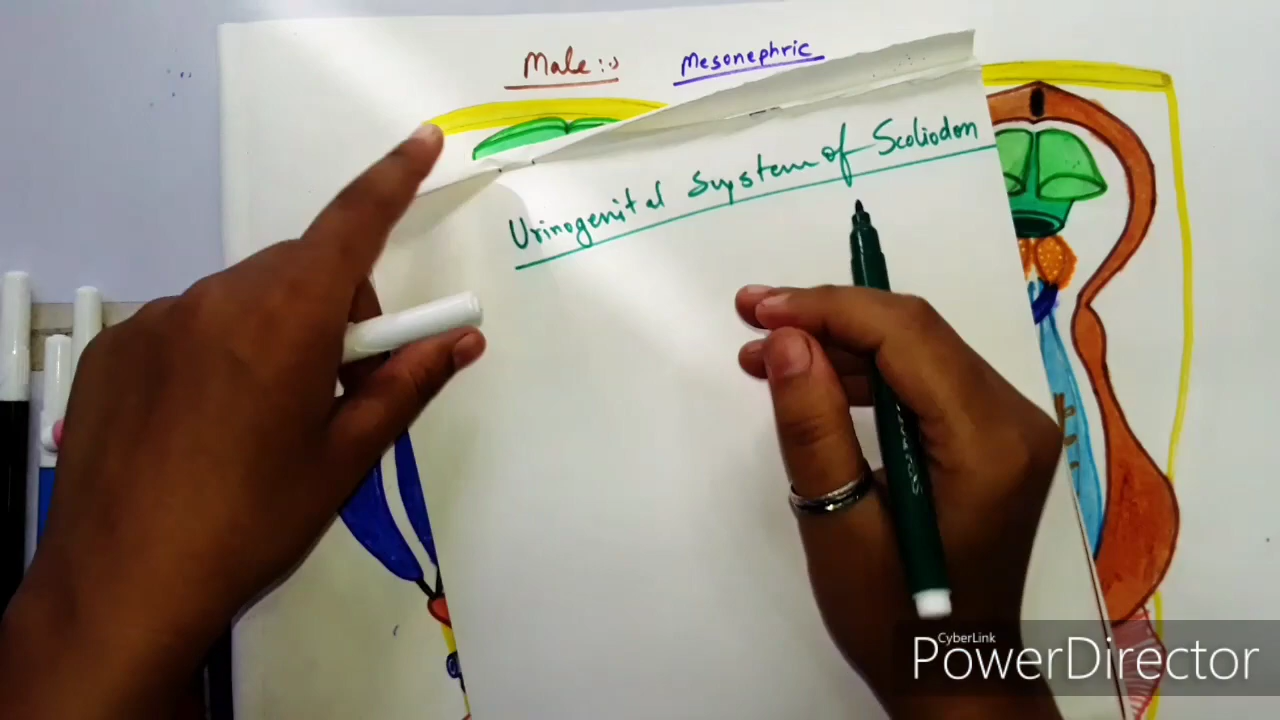 Male:-> Mesonephric
Urinogenital System of Scoliodon
CyberLink
PowerDirector